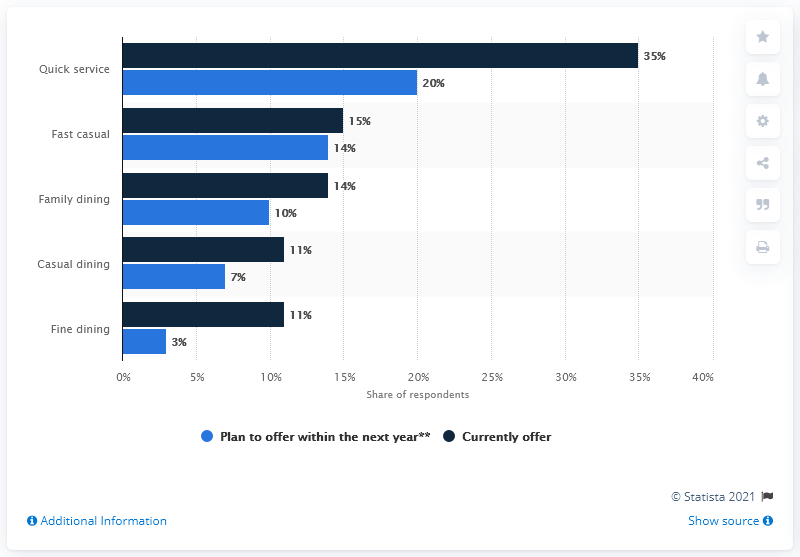 Quick service
35%
20%
Fast casual
15%
14%
Family dining
14%
10%
Casual dining
11%
7%
Fine dining
11%
3%
0% 5% 10% 15% 20% 25% 30% 35% 40%
Share of respondents
Plan to offer within the next year** Currently offer
© Statista 2021
Additional Information Show source